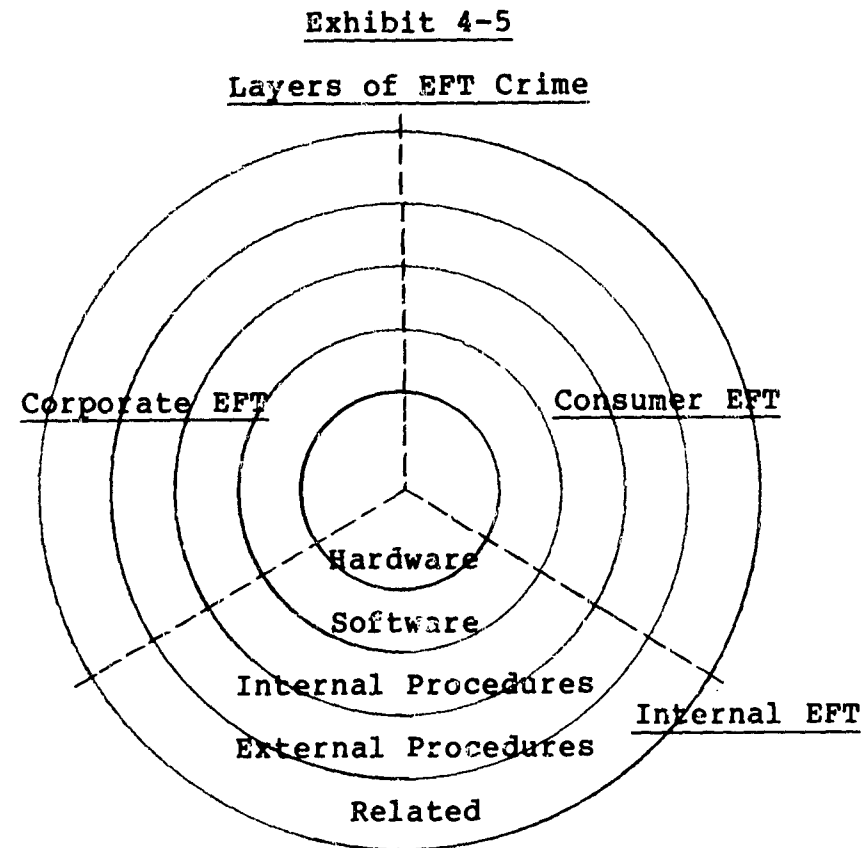 Exhibit 4-5
Layers of EFT Crime
Corporate EFT
Consumer EFT
Hardware
Software
Internal Procedures
Internal EFT
External Procedures
Related